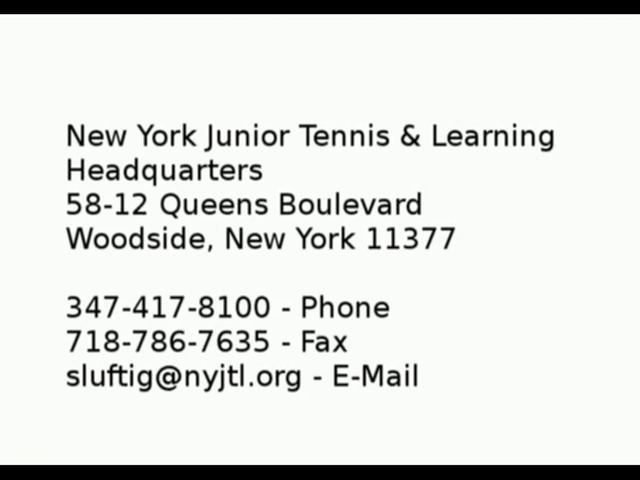 New York Junior Tennis & Learning
Headquarters
58-12 Queens Boulevard
Woodside, New York 11377
347-417-8100 - Phone
718-786-7635 - Fax
sluftig@nyjtl.org - E-Mail